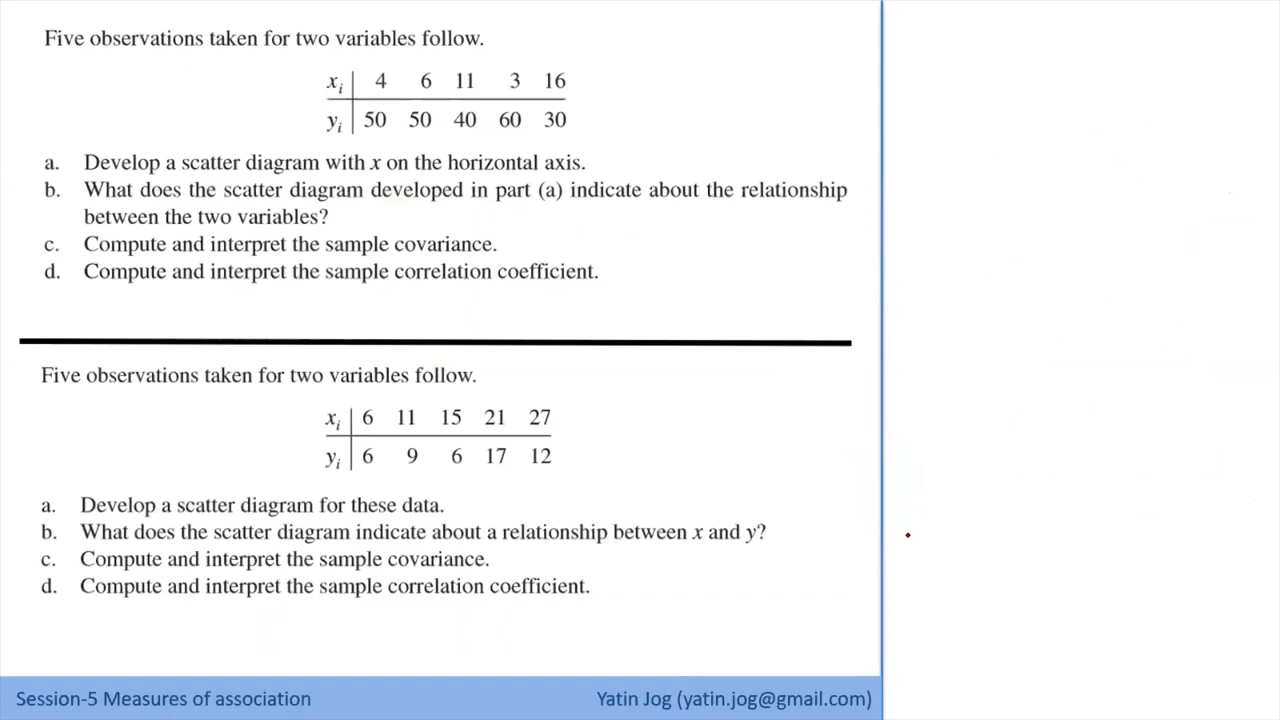 Five observations taken for two variables follow.
xi | 4 6 11 3 16
yi | 50 50 40 60 30
a. Develop a scatter diagram with x on the horizontal axis.
b. What does the scatter diagram developed in part (a) indicate about the relationship
between the two variables?
c. Compute and interpret the sample covariance.
d. Compute and interpret the sample correlation coefficient.
Five observations taken for two variables follow.
xi | 6 11 15 21 27
yi | 6 9 6 17 12
a. Develop a scatter diagram for these data.
b. What does the scatter diagram indicate about a relationship between x and y?
c. Compute and interpret the sample covariance.
d. Compute and interpret the sample correlation coefficient.
Session-5 Measures of association Yatin Jog (yatin.jog@gmail.com)